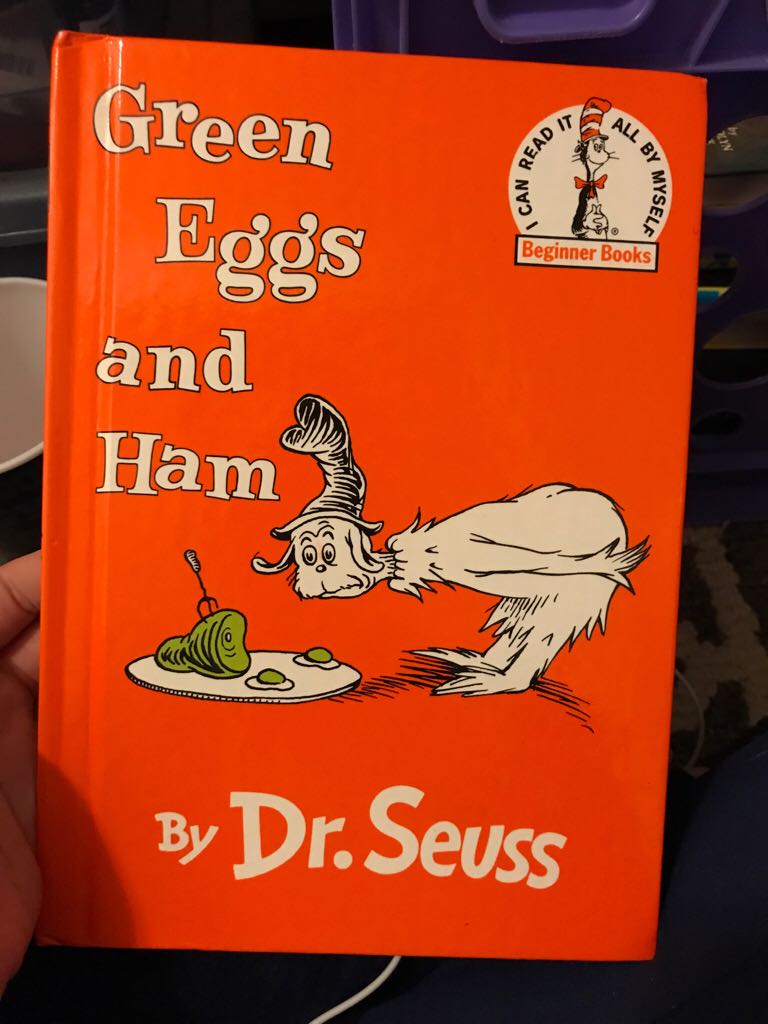 Green
Eggs
and
Ham
I CAN READ IT ALL BY MYSELF
Beginner Books
By Dr. Seuss